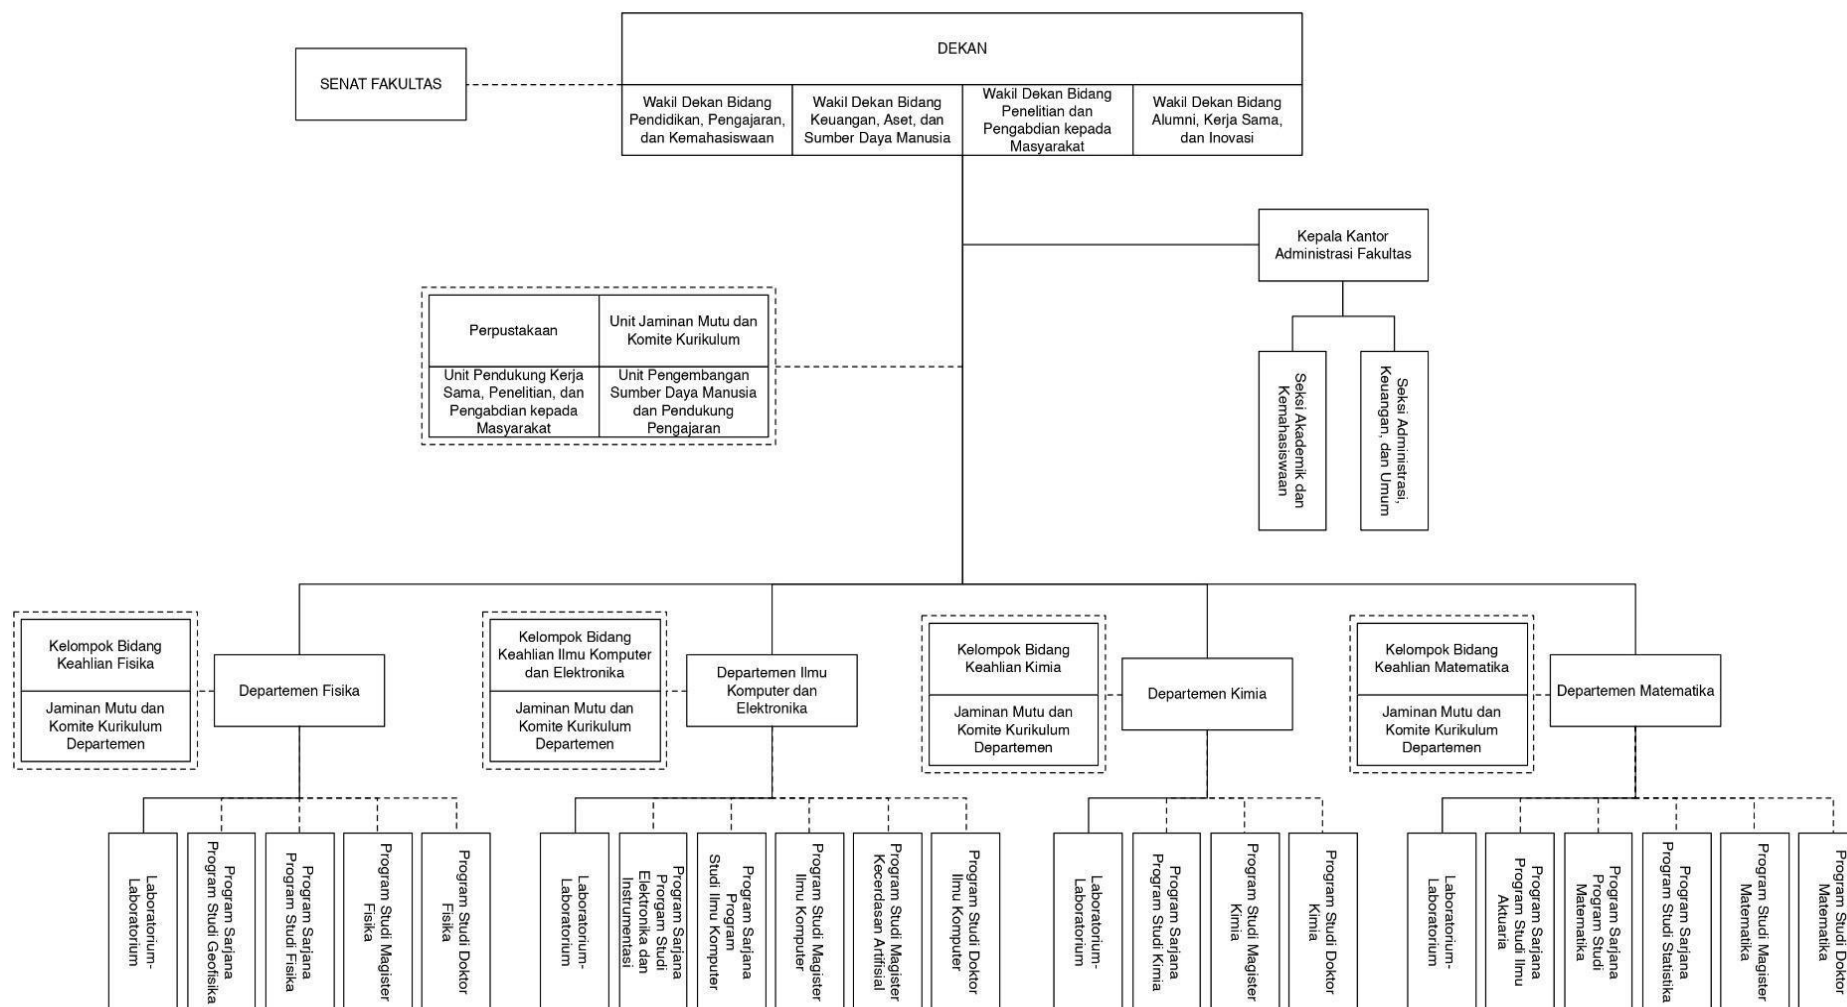 DEKAN
SENAT FAKULTAS
Wakil Dekan Bidang
Pendidikan, Pengajaran,
dan Kemahasiswaan
Wakil Dekan Bidang
Keuangan, Aset, dan
Sumber Daya Manusia
Wakil Dekan Bidang
Penelitian dan
Pengabdian kepada
Masyarakat
Wakil Dekan Bidang
Alumni, Kerja Sama,
dan Inovasi
Kepala Kantor
Administrasi Fakultas
Perpustakaan
Unit Jaminan Mutu dan
Komite Kurikulum
Unit Pendukung Kerja
Sama, Penelitian, dan
Pengabdian kepada
Masyarakat
Unit Pengembangan
Sumber Daya Manusia
dan Pendukung
Pengajaran
Seksi Akademik dan
Kemahasiswaan
Seksi Administrasi,
Keuangan, dan Umum
Kelompok Bidang
Keahlian Fisika
Jaminan Mutu dan
Komite Kurikulum
Departemen
Departemen Fisika
Kelompok Bidang
Keahlian Ilmu Komputer
dan Elektronika
Jaminan Mutu dan
Komite Kurikulum
Departemen
Departemen Ilmu
Komputer dan
Elektronika
Kelompok Bidang
Keahlian Kimia
Jaminan Mutu dan
Komite Kurikulum
Departemen
Departemen Kimia
Kelompok Bidang
Keahlian Matematika
Jaminan Mutu dan
Komite Kurikulum
Departemen
Departemen Matematika
Laboratorium-
Laboratorium
Program Sarjana
Program Studi Geofisika
Program Sarjana
Program Studi Fisika
Program Studi Magister
Fisika
Program Studi Doktor
Fisika
Laboratorium-
Laboratorium
Program Sarjana
Prorgam Studi
Elektronika dan
Instrumentasi
Program Sarjana
Program
Studi Ilmu Komputer
Program Studi Magister
Ilmu Komputer
Program Studi Magister
Kecerdasan Artifisial
Program Studi Doktor
Ilmu Komputer
Laboratorium-
Laboratorium
Program Sarjana
Program Studi Kimia
Program Studi Magister
Kimia
Program Studi Doktor
Kimia
Laboratorium-
Laboratorium
Program Sarjana
Program Studi Ilmu
Aktuaria
Program Sarjana
Program Studi
Matematika
Program Sarjana
Program Studi Statistika
Program Studi Magister
Matematika
Program Studi Doktor
Matematika